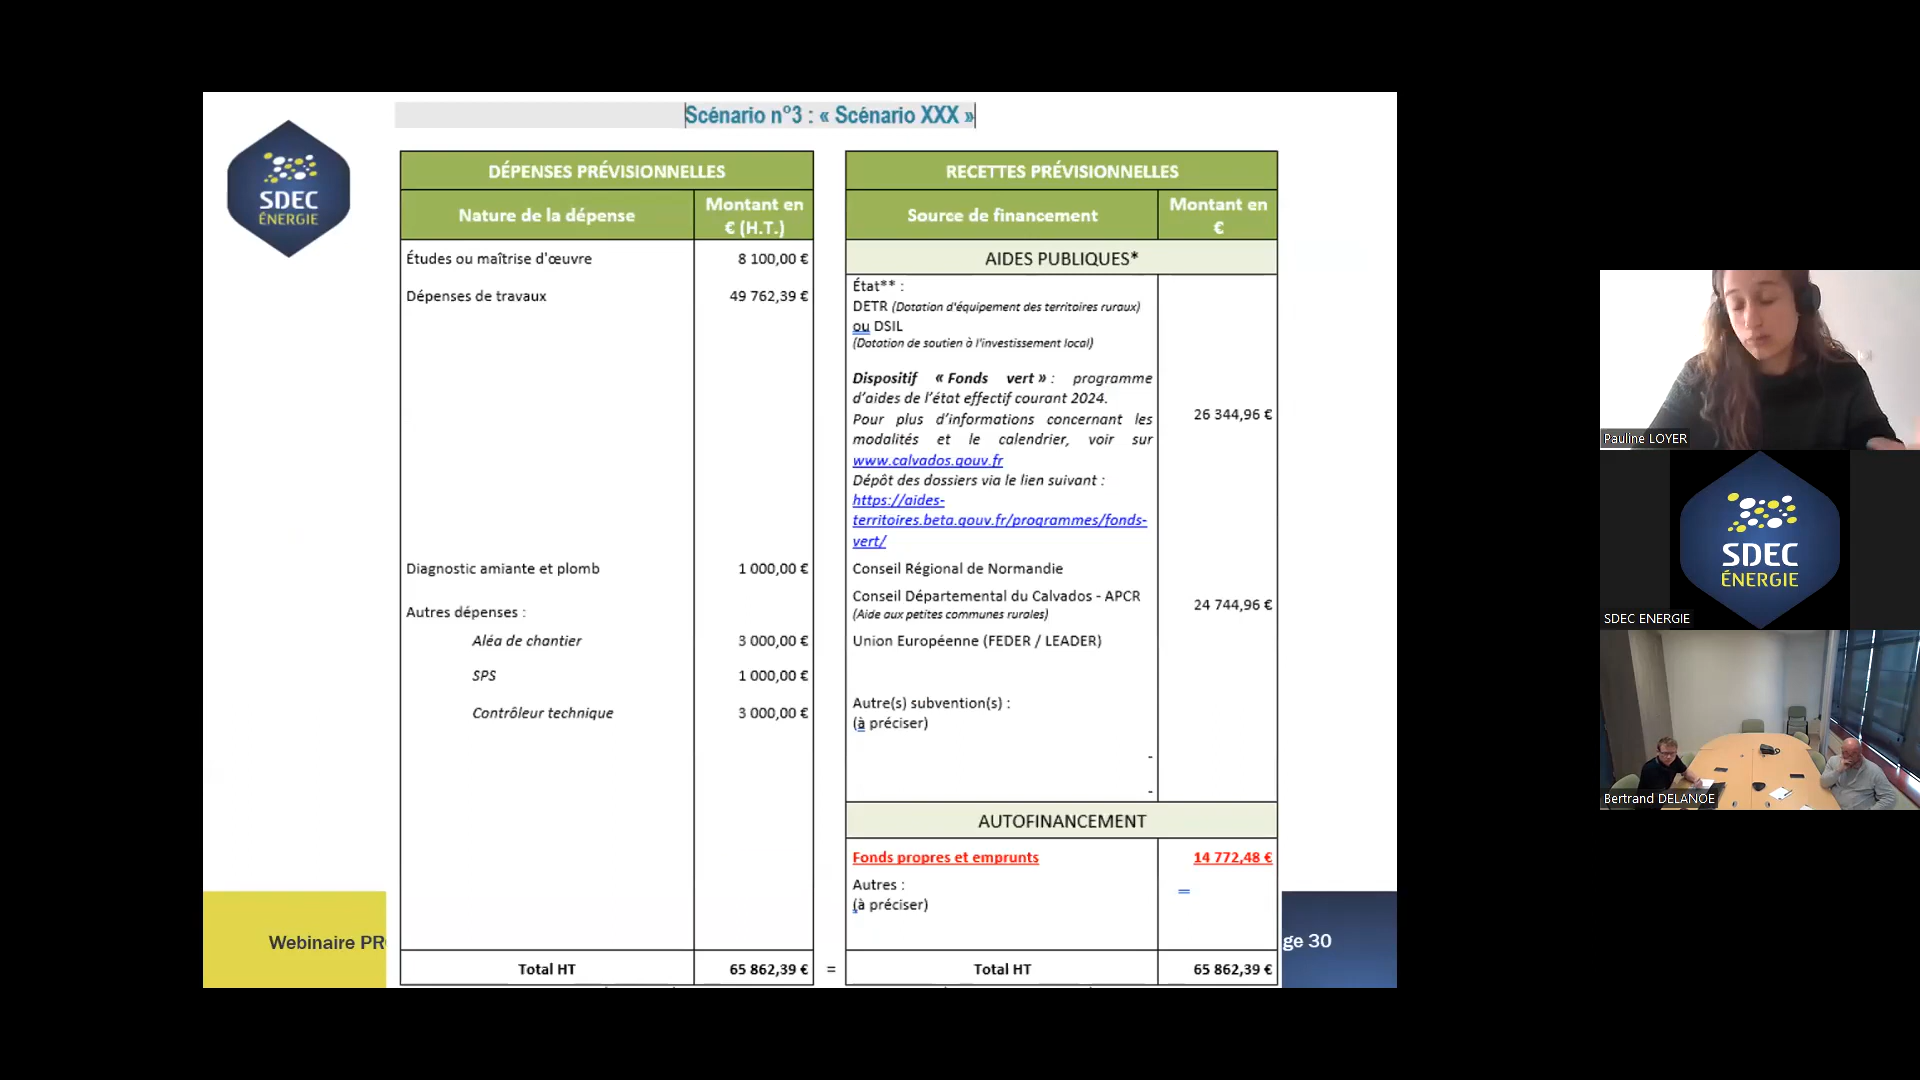 Scénario n°3 : « Scénario XXX »
SDEC
ÉNERGIE
DÉPENSES PRÉVISIONNELLES
Nature de la dépense
Montant en
€ (H.T.)
Études ou maîtrise d'œuvre
8 100,00 €
Dépenses de travaux
49 762,39 €
Diagnostic amiante et plomb
1 000,00 €
Autres dépenses :
Aléa de chantier
3 000,00 €
SPS
1 000,00 €
Contrôleur technique
3 000,00 €
Total HT
65 862,39 €
=
RECETTES PRÉVISIONNELLES
Source de financement
Montant en
€
AIDES PUBLIQUES*
État** :
DETR (Dotation d'équipement des territoires ruraux)
ou DSIL
(Dotation de soutien à l'investissement local)
Dispositif « Fonds vert » : programme
d’aides de l’état effectif courant 2024.
Pour plus d’informations concernant les
modalités et le calendrier, voir sur
www.calvados.gouv.fr
Dépôt des dossiers via le lien suivant :
https://aides-
territoires.beta.gouv.fr/programmes/fonds-
vert/
26 344,96 €
Conseil Régional de Normandie
Conseil Départemental du Calvados - APCR
(Aide aux petites communes rurales)
24 744,96 €
Union Européenne (FEDER / LEADER)
Autre(s) subvention(s) :
(à préciser)
-
-
AUTOFINANCEMENT
Fonds propres et emprunts
14 772,48 €
Autres :
(à préciser)
Total HT
65 862,39 €
Webinaire PR
ge 30
Pauline LOYER
SDEC
ÉNERGIE
SDEC ENERGIE
Bertrand DELANOE